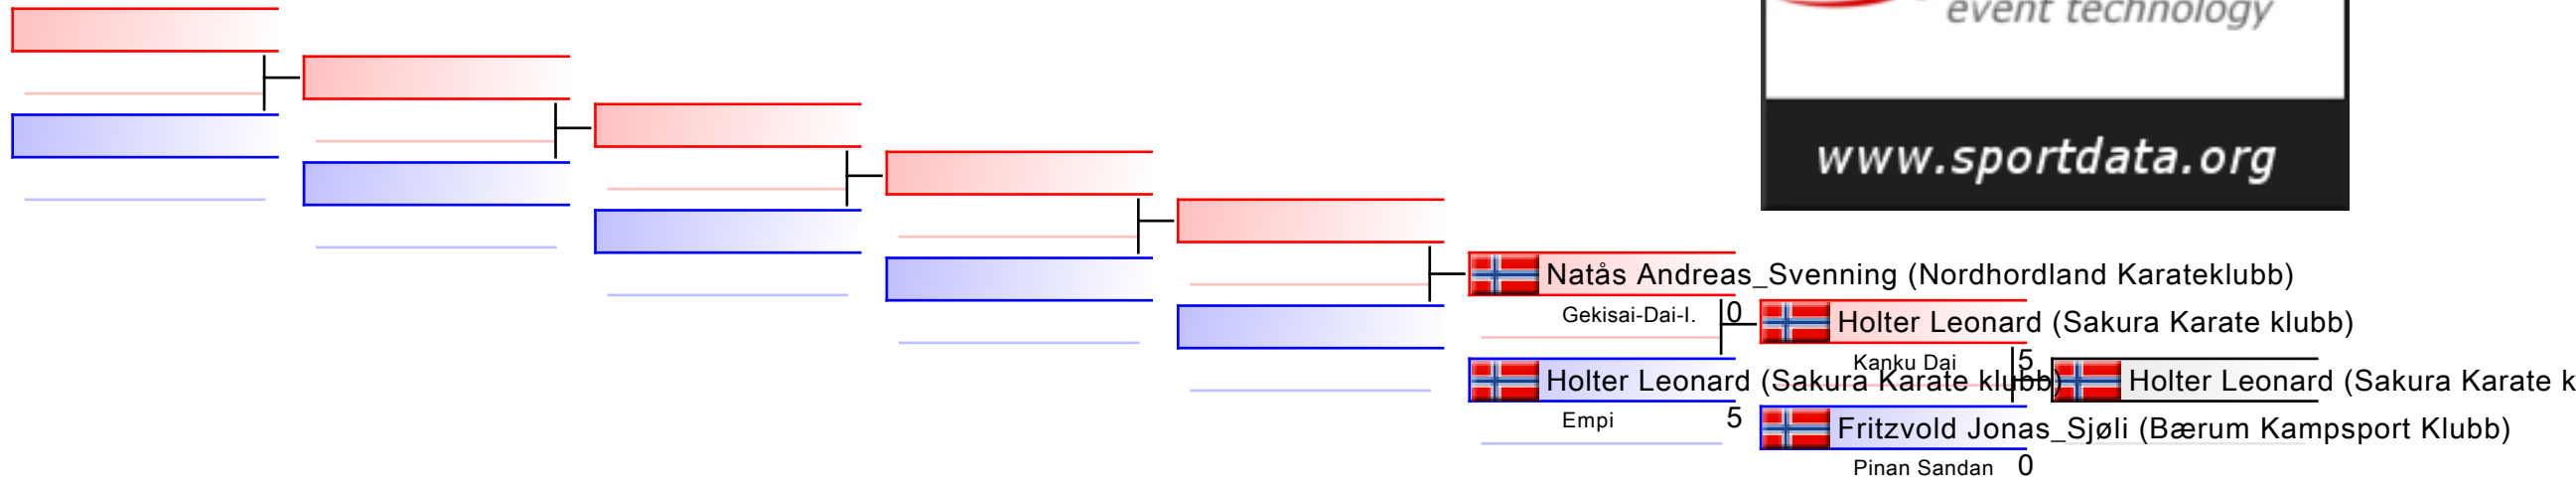 event technology
www.sportdata.org
Natås Andreas_Svenning (Nordhordland Karateklubb)
Gekisai-Dai-I.
0
Holter Leonard (Sakura Karate klubb)
Kanku Dai
5
Holter Leonard (Sakura Karate klubb)
Holter Leonard (Sakura Karate k
Empi
5
Fritzvold Jonas_Sjøli (Bærum Kampsport Klubb)
Pinan Sandan
0